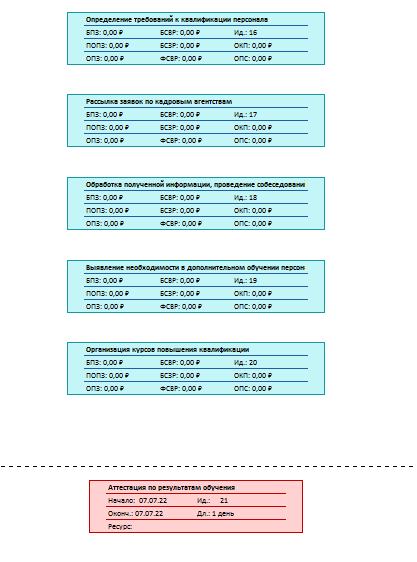 Определение требований к квалификации персонала
БПЗ: 0,00 ₽ БСВР: 0,00 ₽ Ид.: 16
ПОПЗ: 0,00 ₽ БСЗР: 0,00 ₽ ОКП: 0,00 ₽
ОПЗ: 0,00 ₽ ФСВР: 0,00 ₽ ОПС: 0,00 ₽
Рассылка заявок по кадровым агентствам
БПЗ: 0,00 ₽ БСВР: 0,00 ₽ Ид.: 17
ПОПЗ: 0,00 ₽ БСЗР: 0,00 ₽ ОКП: 0,00 ₽
ОПЗ: 0,00 ₽ ФСВР: 0,00 ₽ ОПС: 0,00 ₽
Обработка полученной информации, проведение собеседовани
БПЗ: 0,00 ₽ БСВР: 0,00 ₽ Ид.: 18
ПОПЗ: 0,00 ₽ БСЗР: 0,00 ₽ ОКП: 0,00 ₽
ОПЗ: 0,00 ₽ ФСВР: 0,00 ₽ ОПС: 0,00 ₽
Выявление необходимости в дополнительном обучении персон
БПЗ: 0,00 ₽ БСВР: 0,00 ₽ Ид.: 19
ПОПЗ: 0,00 ₽ БСЗР: 0,00 ₽ ОКП: 0,00 ₽
ОПЗ: 0,00 ₽ ФСВР: 0,00 ₽ ОПС: 0,00 ₽
Организация курсов повышения квалификации
БПЗ: 0,00 ₽ БСВР: 0,00 ₽ Ид.: 20
ПОПЗ: 0,00 ₽ БСЗР: 0,00 ₽ ОКП: 0,00 ₽
ОПЗ: 0,00 ₽ ФСВР: 0,00 ₽ ОПС: 0,00 ₽
Аттестация по результатам обучения
Начало: 07.07.22 Ид.: 21
Оконч.: 07.07.22 Дл.: 1 день
Ресурс: